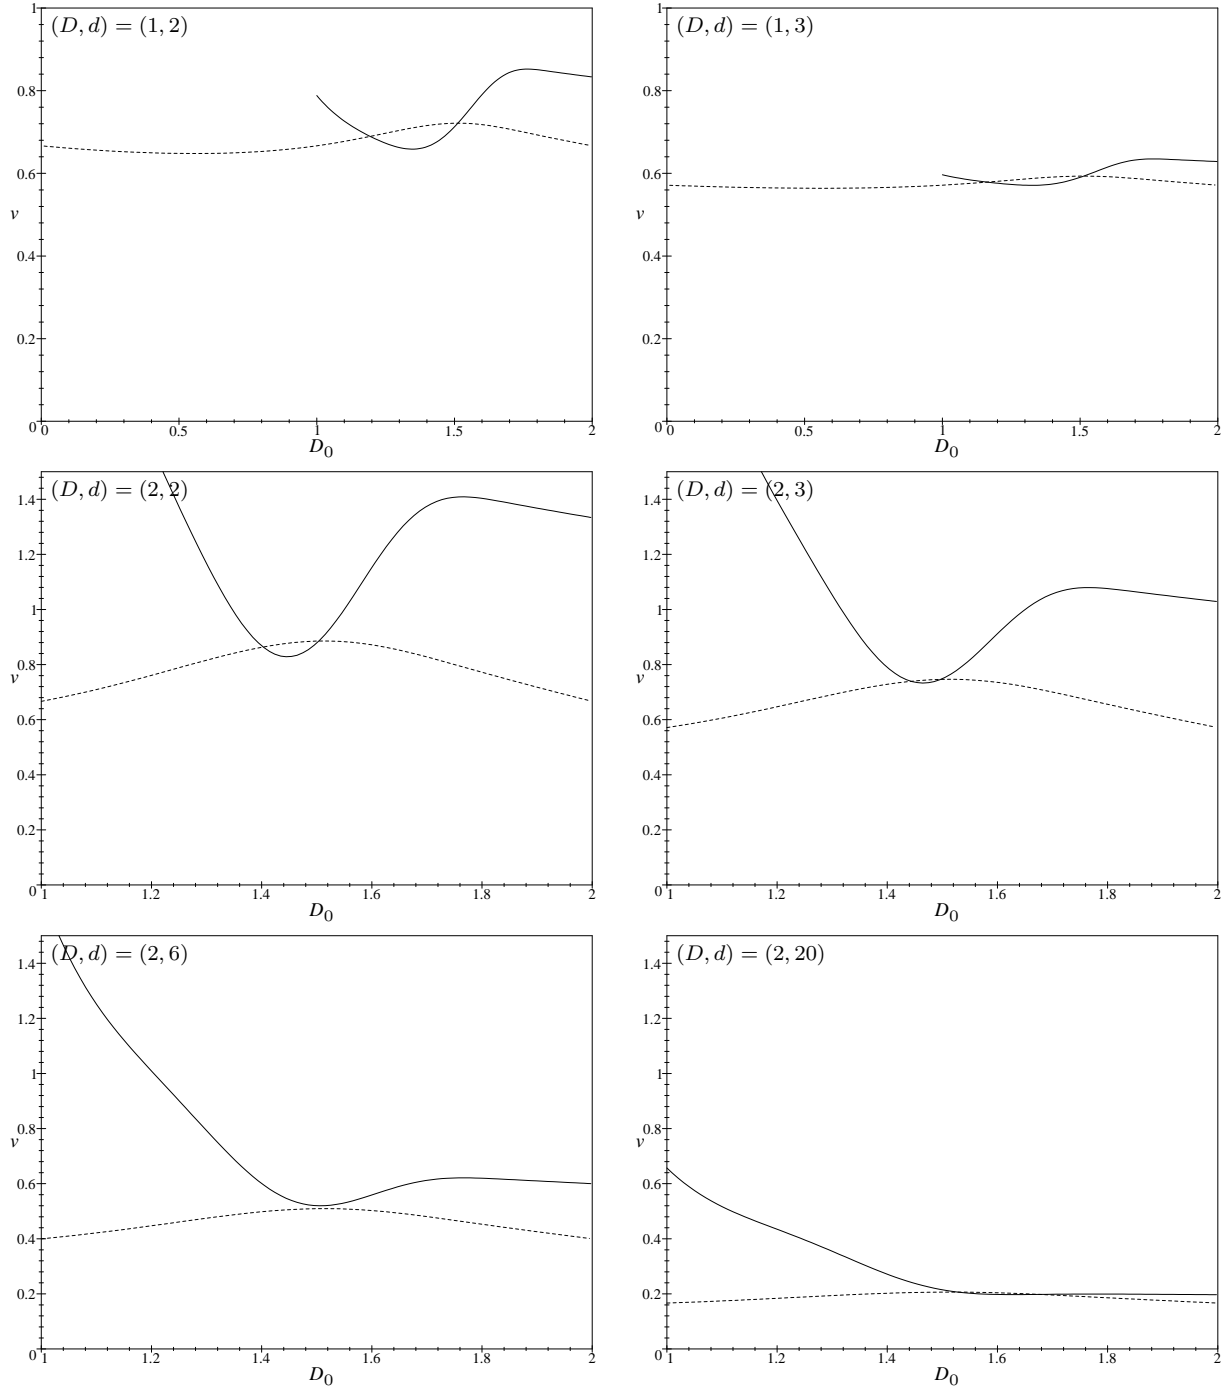 (D, d) = (1, 2)
1
0.8
0.6
v
0.4
0.2
0
0 0.5 1 1.5 2
D0
(D, d) = (1, 3)
1
0.8
0.6
v
0.4
0.2
0
0 0.5 1 1.5 2
D0
(D, d) = (2, 2)
1.4
1.2
1
0.8
v
0.6
0.4
0.2
0
1 1.2 1.4 1.6 1.8 2
D0
(D, d) = (2, 3)
1.4
1.2
1
0.8
v
0.6
0.4
0.2
0
1 1.2 1.4 1.6 1.8 2
D0
(D, d) = (2, 6)
1.4
1.2
1
0.8
v
0.6
0.4
0.2
0
1 1.2 1.4 1.6 1.8 2
D0
(D, d) = (2, 20)
1.4
1.2
1
0.8
v
0.6
0.4
0.2
0
1 1.2 1.4 1.6 1.8 2
D0